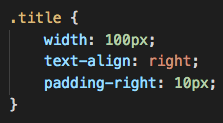 .title {
    width: 100px;
    text-align: right;
    padding-right: 10px;
}